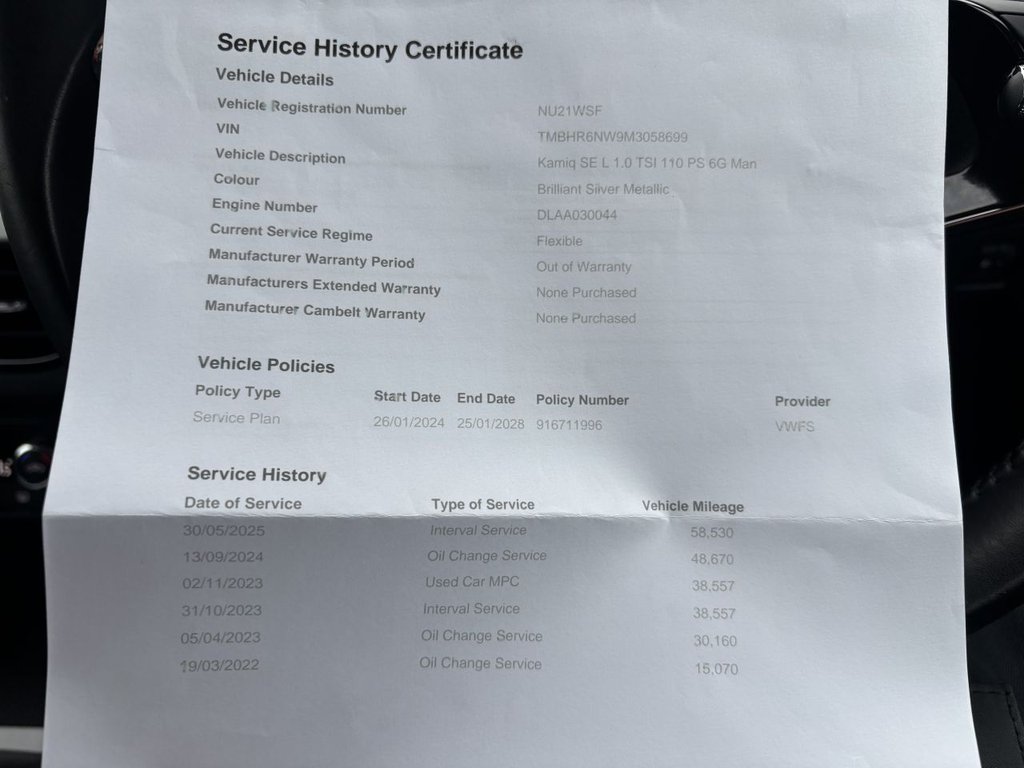 Service History Certificate
Vehicle Details
Vehicle Registration Number NU21WSF
VIN TMBHR6NW9M3058699
Vehicle Description Kamiq SE L 1.0 TSI 110 PS 6G Man
Colour Brilliant Silver Metallic
Engine Number DLAA030044
Current Service Regime Flexible
Manufacturer Warranty Period Out of Warranty
Manufacturers Extended Warranty None Purchased
Manufacturer Cambelt Warranty None Purchased
Vehicle Policies
Policy Type Start Date End Date Policy Number Provider
Service Plan 26/01/2024 25/01/2028 916711996 VWFS
Service History
Date of Service Type of Service Vehicle Mileage
30/05/2025 Interval Service 58,530
13/09/2024 Oil Change Service 48,670
02/11/2023 Used Car MPC 38,557
31/10/2023 Interval Service 38,557
05/04/2023 Oil Change Service 30,160
19/03/2022 Oil Change Service 15,070